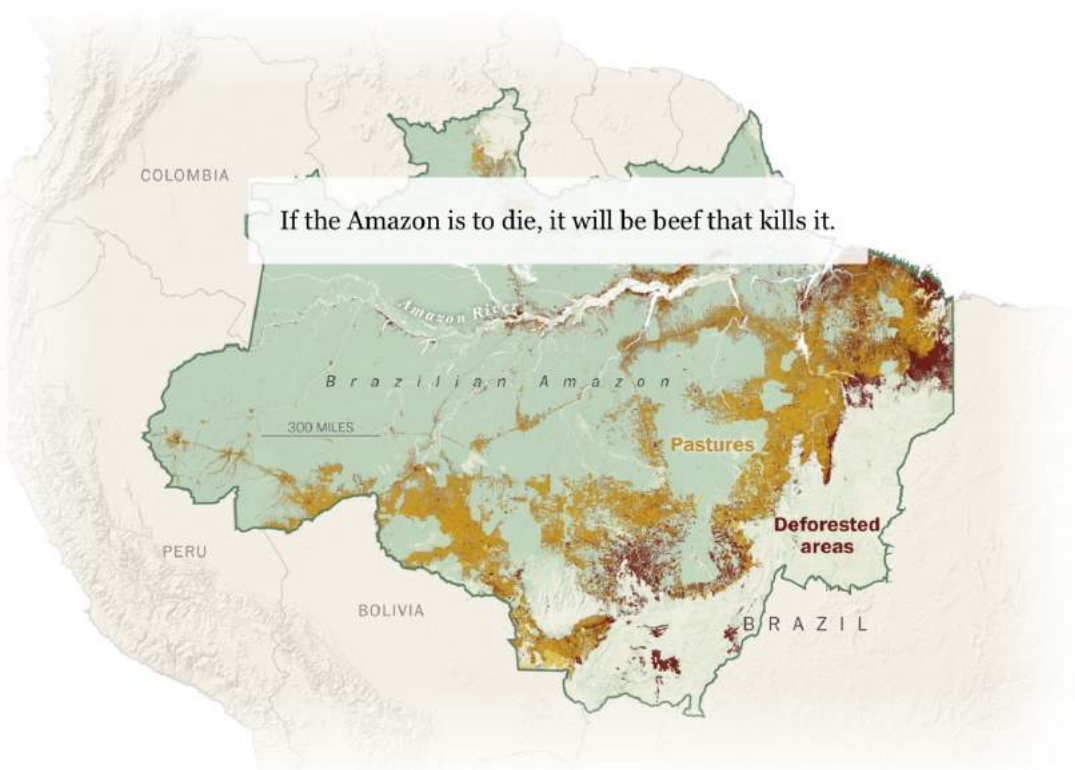 COLOMBIA
If the Amazon is to die, it will be beef that kills it.
Amazon River
Brazilian Amazon
300 MILES
Pastures
Deforested
areas
PERU
BOLIVIA
BRAZIL